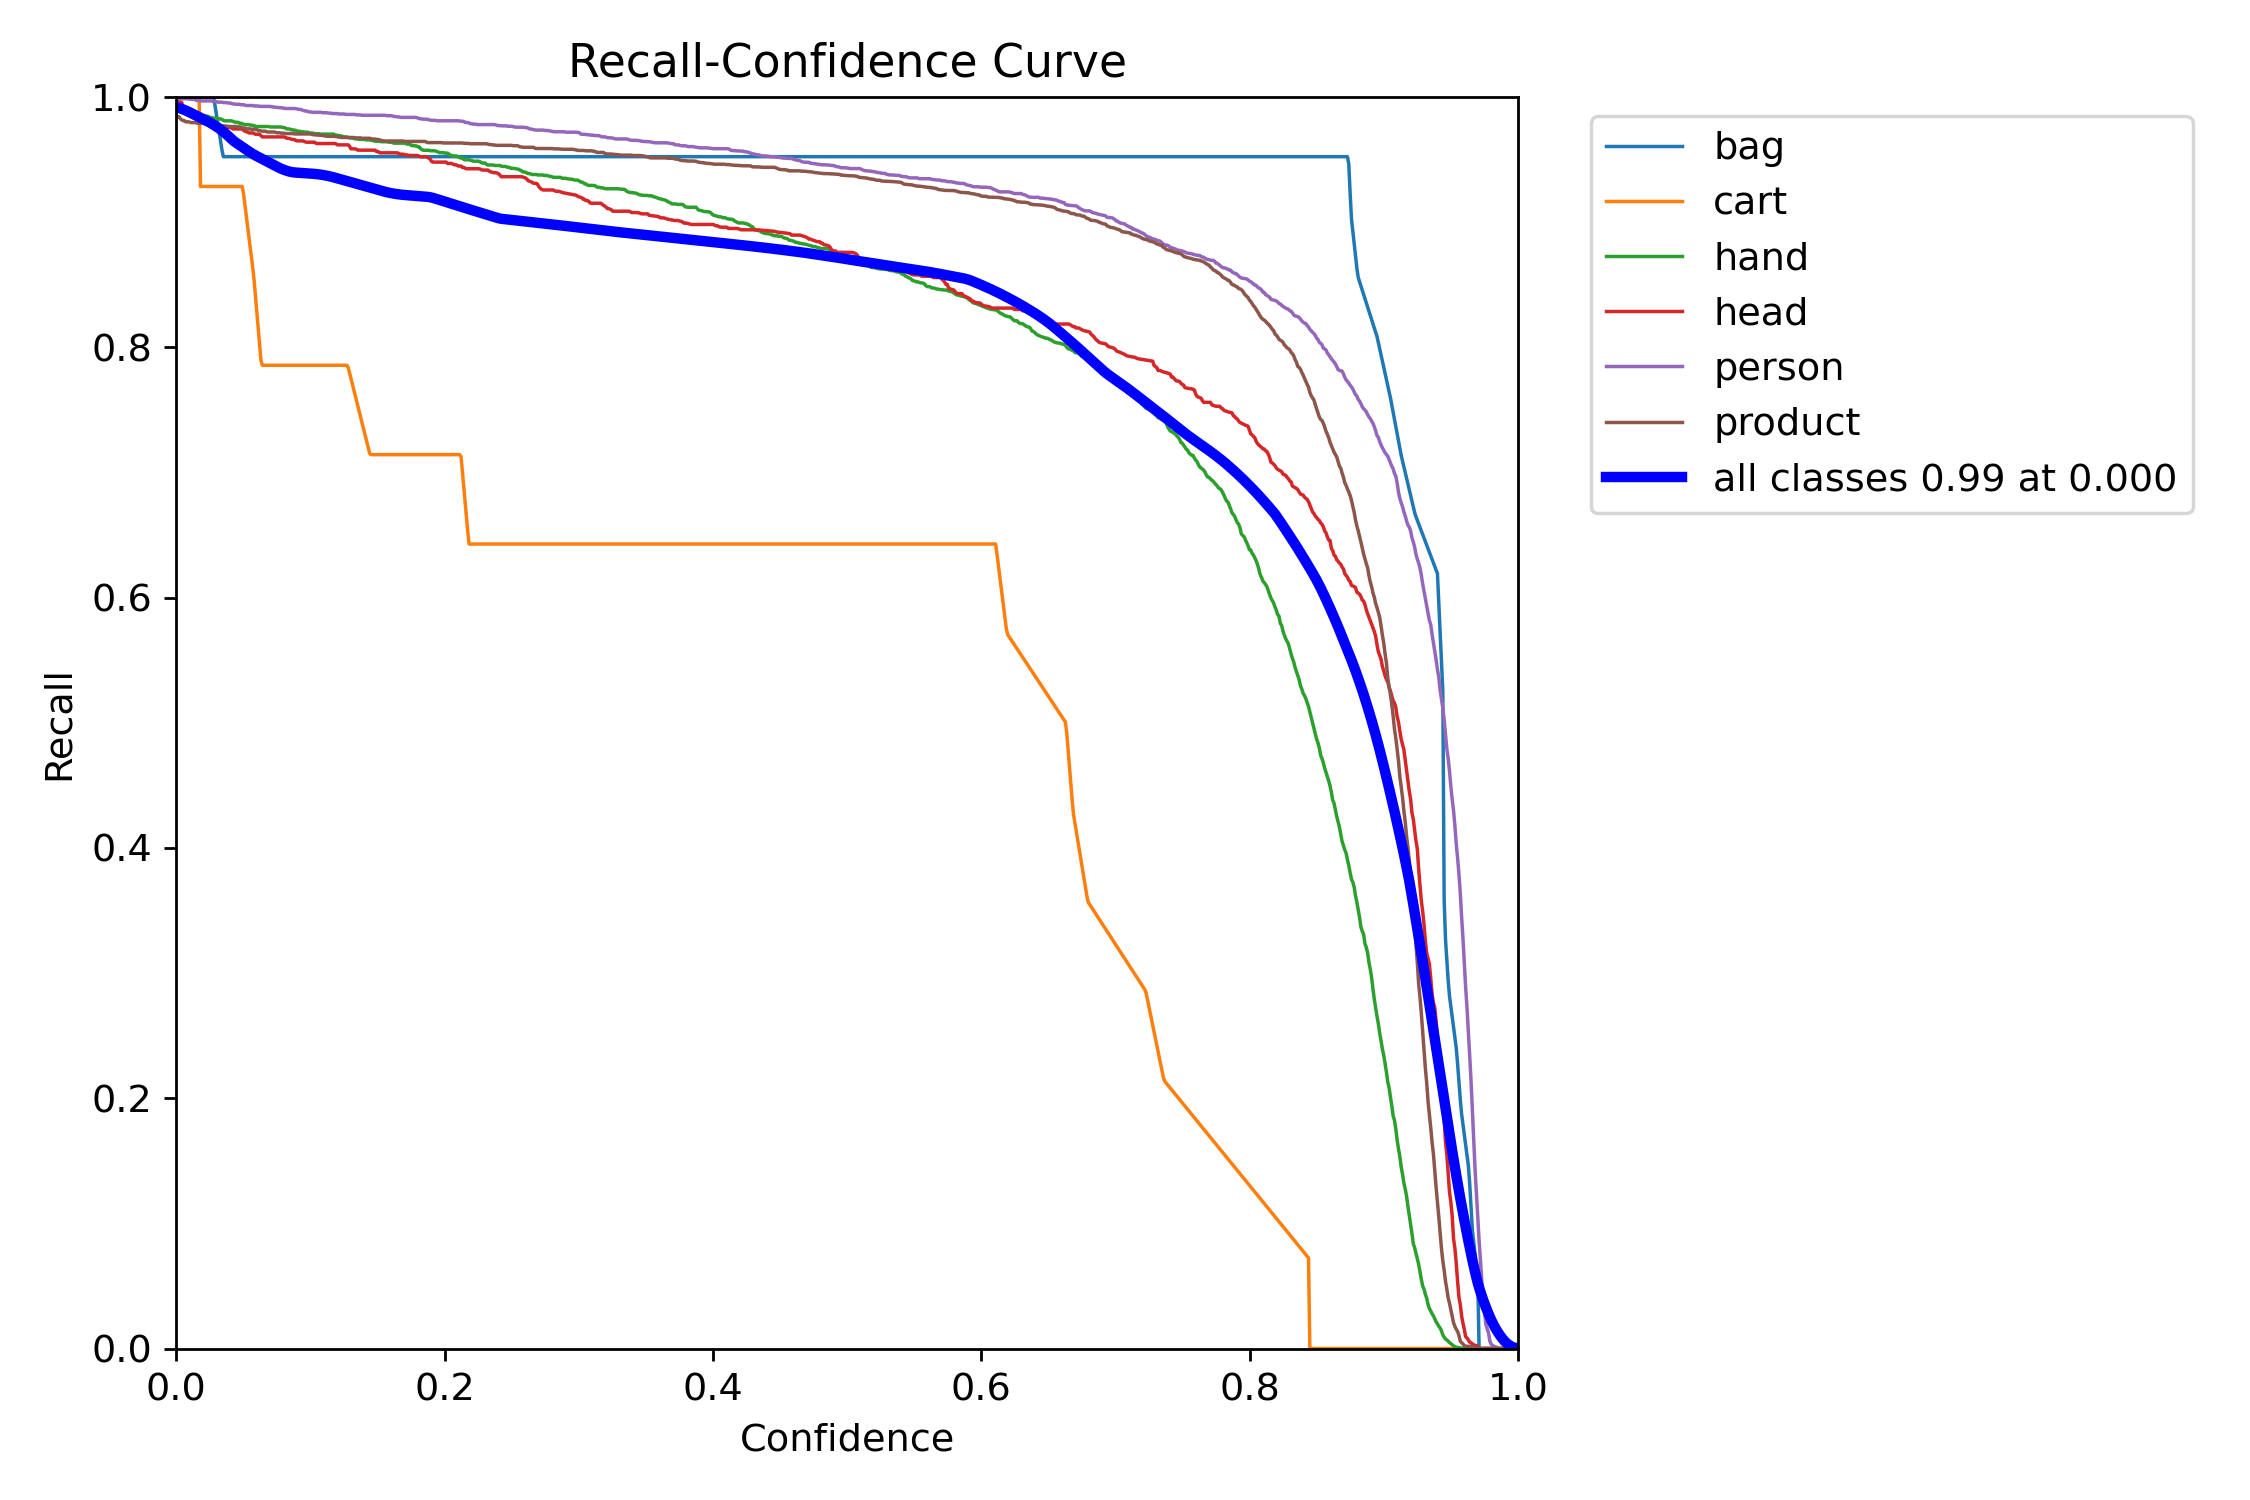 Recall-Confidence Curve
1.0
0.8
0.6
0.4
0.2
0.0
Recall
0.0 0.2 0.4 0.6 0.8 1.0
Confidence
bag
cart
hand
head
person
product
all classes 0.99 at 0.000